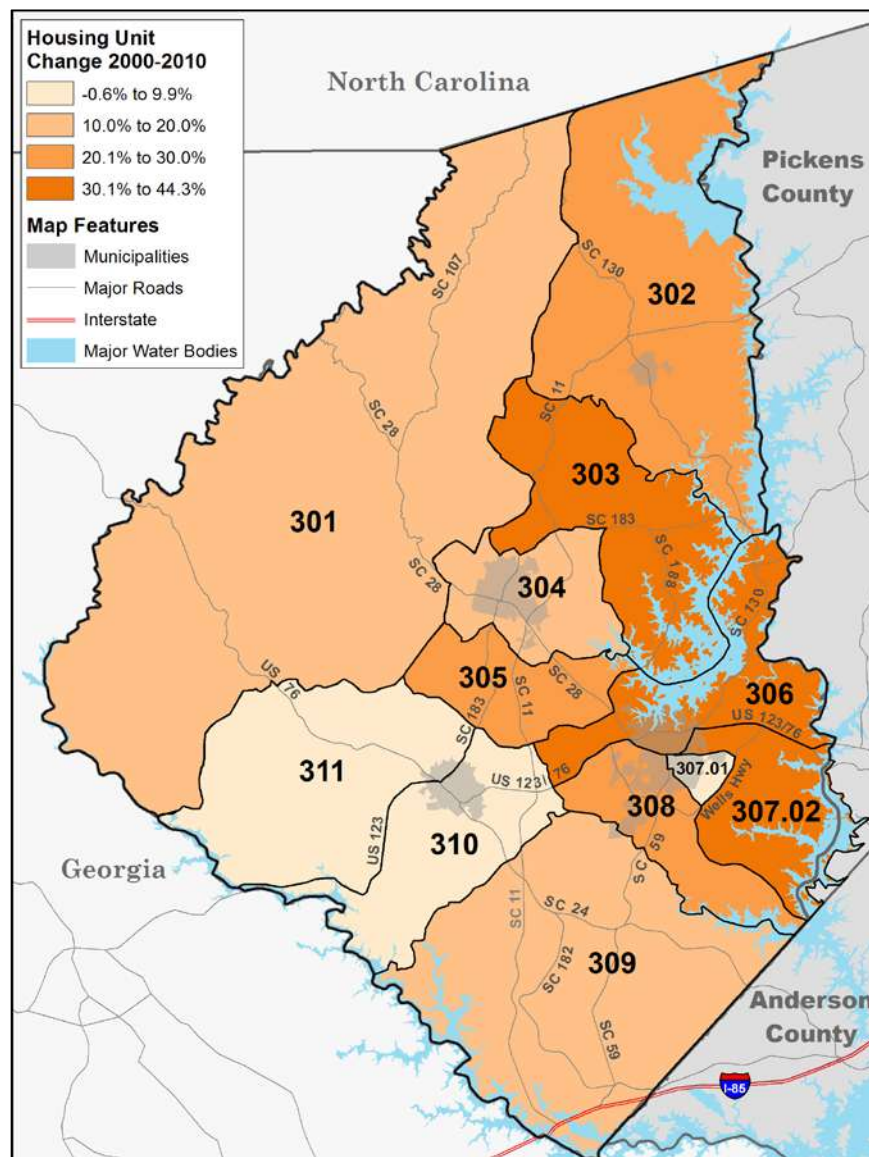 Housing Unit
Change 2000-2010
-0.6% to 9.9%
10.0% to 20.0%
20.1% to 30.0%
30.1% to 44.3%
Map Features
Municipalities
Major Roads
Interstate
Major Water Bodies
North Carolina
Pickens
County
SC 107
SC 130
302
SC 11
SC 28
303
301
SC 183
SC 188
SC 28
304
SC 130
305
SC 28
US 76
SC 183
SC 11
306
US 123/76
311
307.01
US 123/76
Wells Hwy
308
307.02
310
US 123
SC 59
Georgia
SC 11
SC 24
309
SC 182
Anderson
County
SC 59
I-85